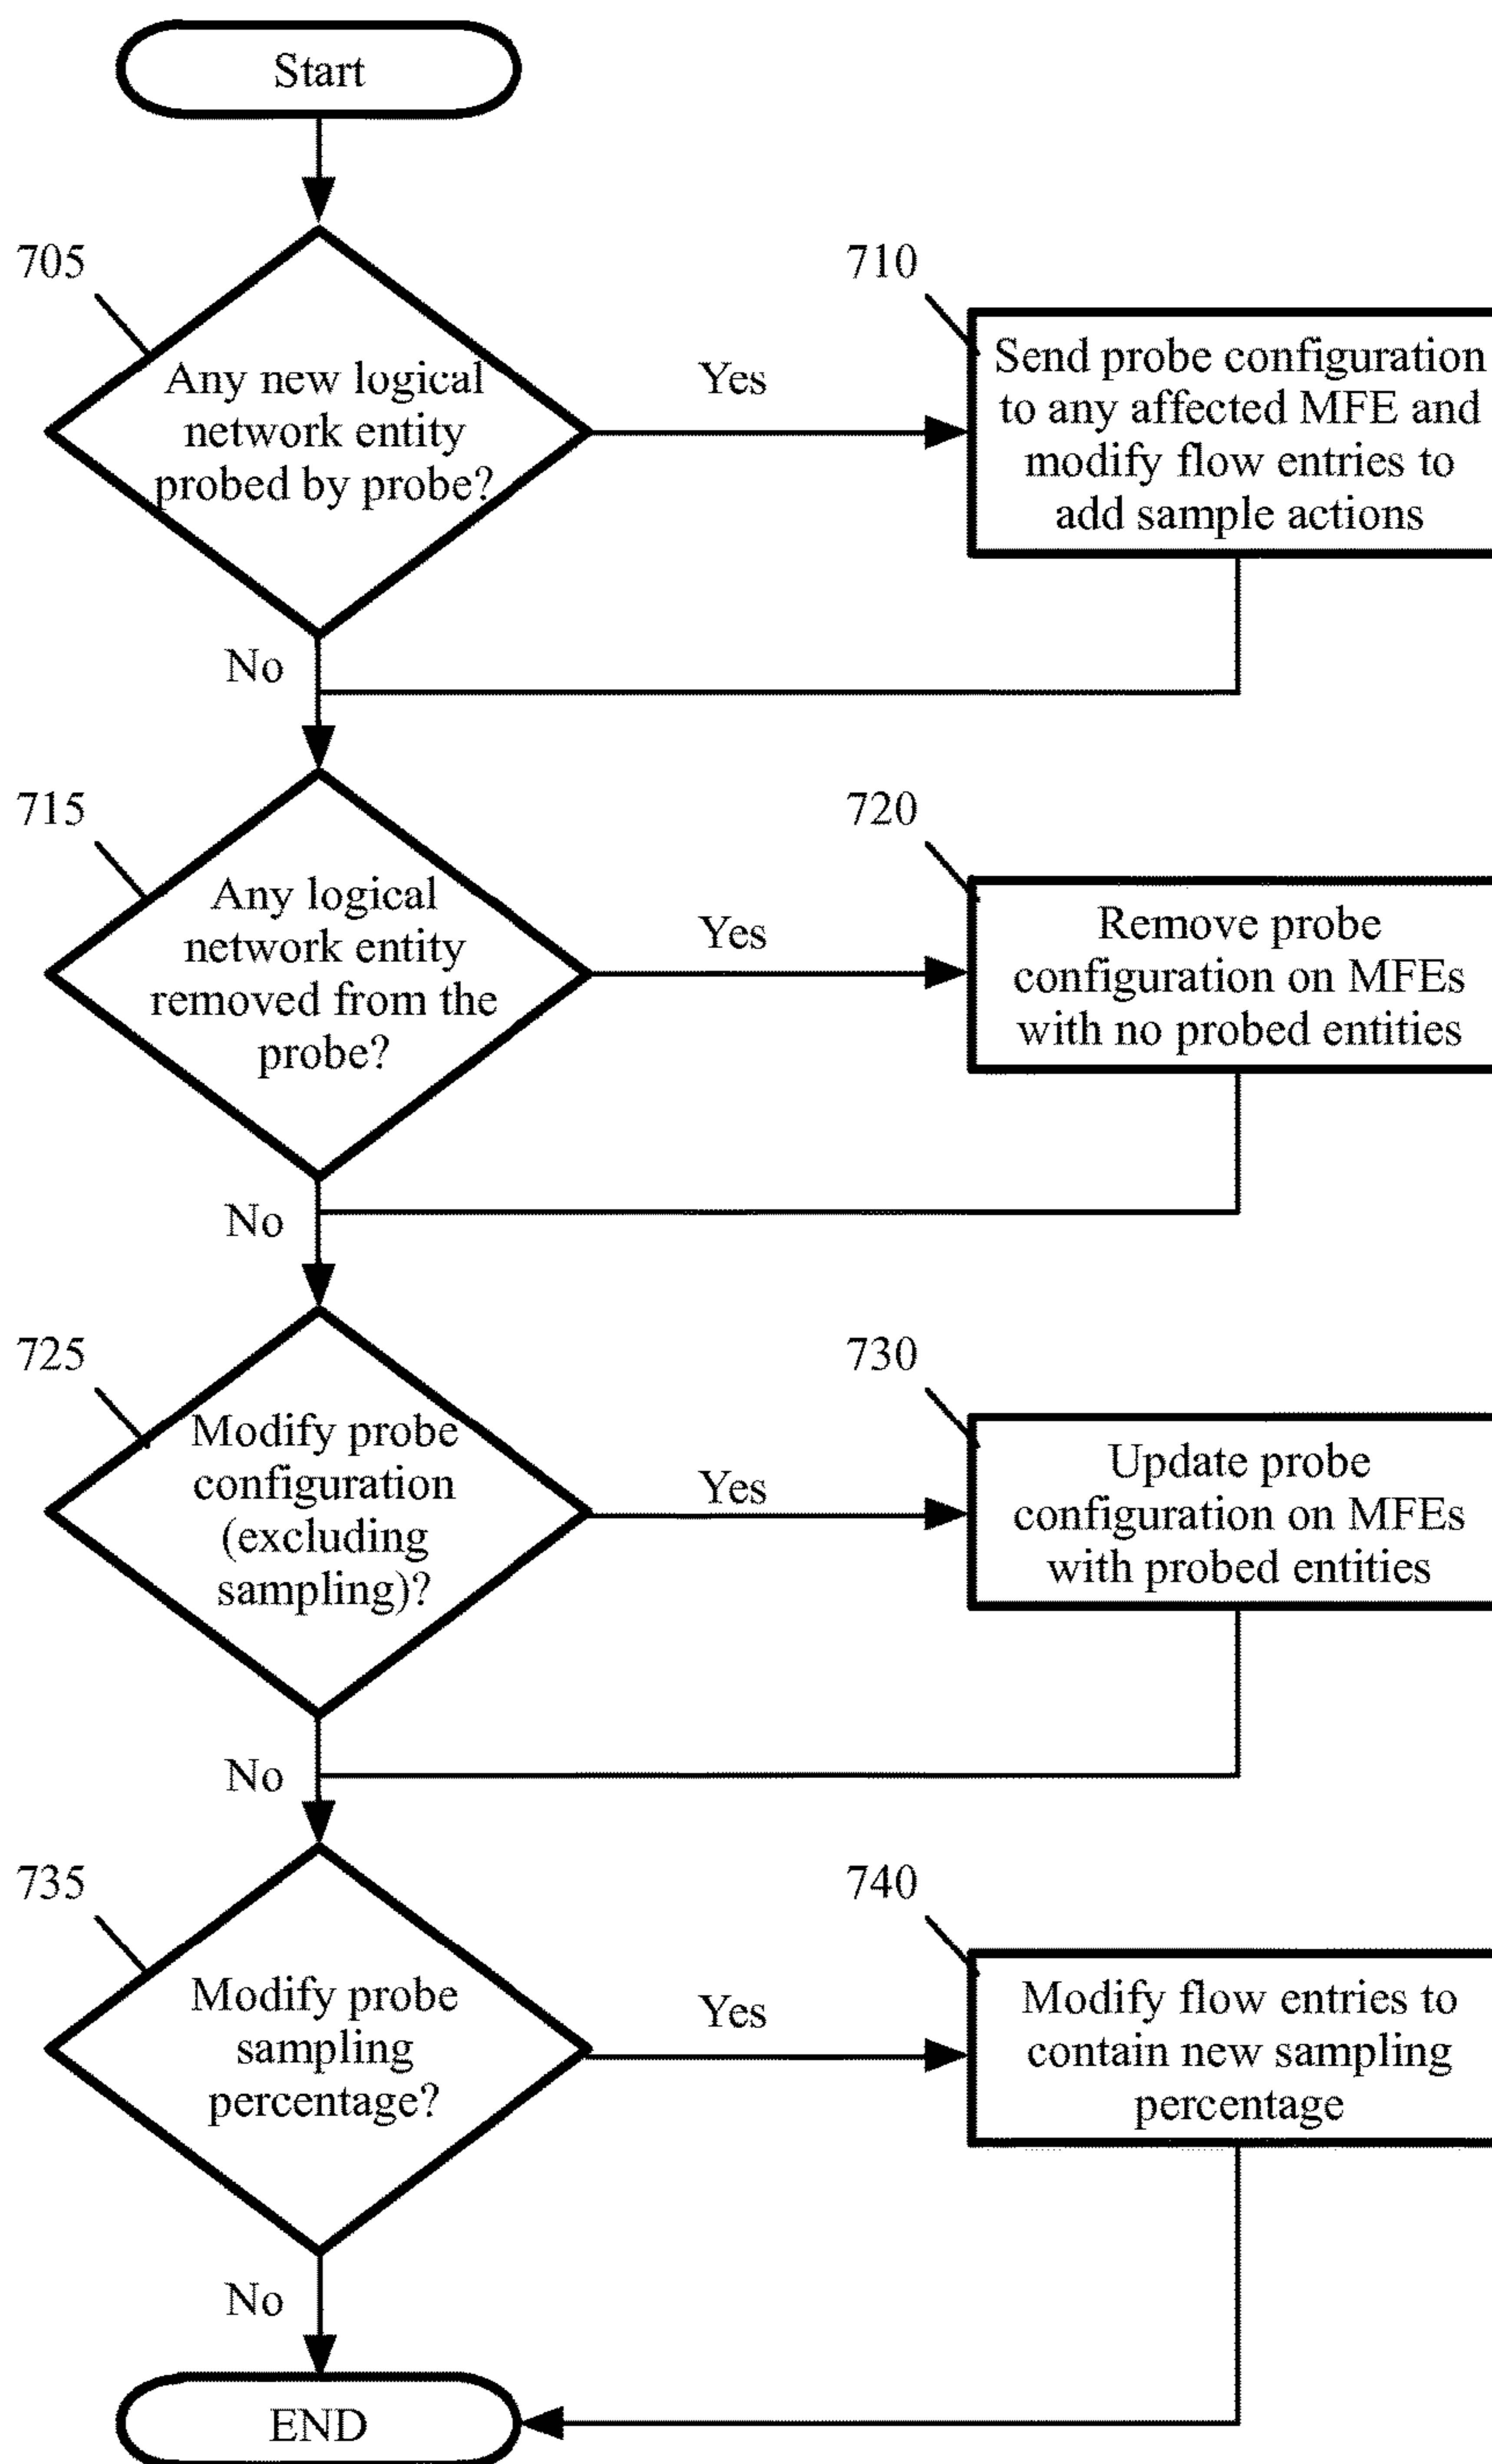 Start
705
Any new logical
network entity
probed by probe?
Yes
710
Send probe configuration
to any affected MFE and
modify flow entries to
add sample actions
No
715
Any logical
network entity
removed from the
probe?
Yes
720
Remove probe
configuration on MFEs
with no probed entities
No
725
Modify probe
configuration
(excluding
sampling)?
Yes
730
Update probe
configuration on MFEs
with probed entities
No
735
Modify probe
sampling
percentage?
Yes
740
Modify flow entries to
contain new sampling
percentage
No
END